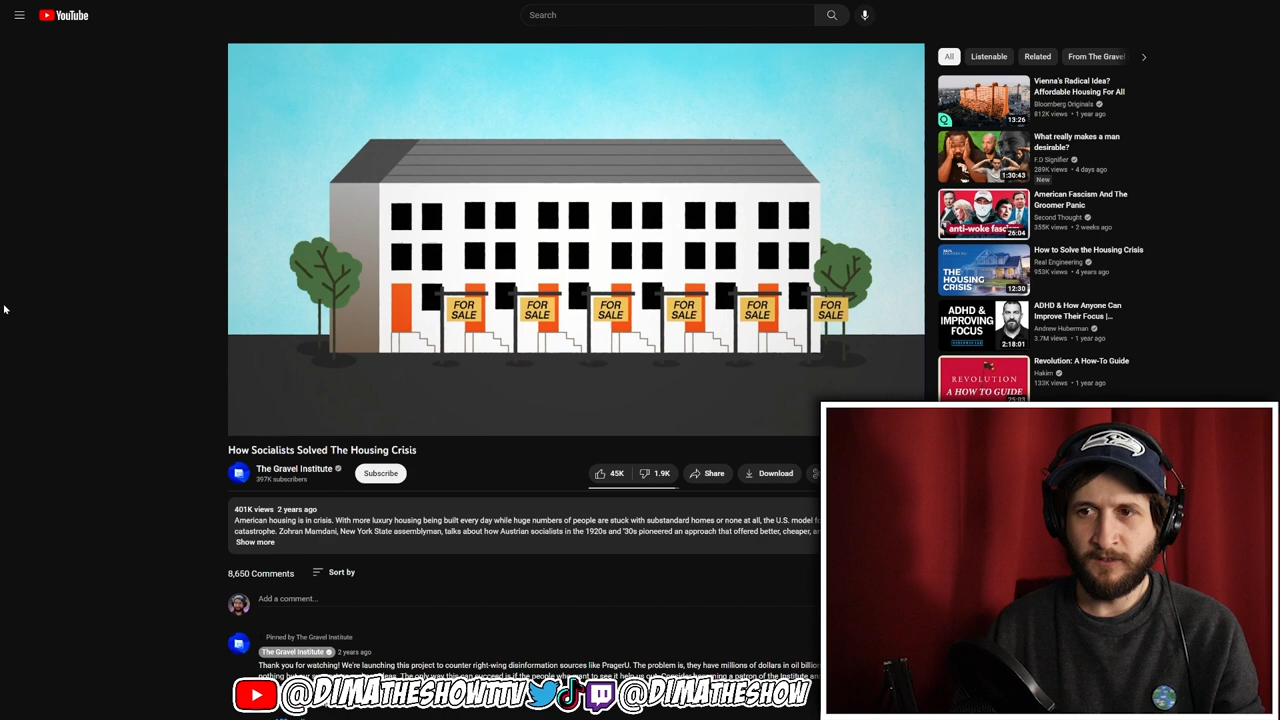 YouTube
Search
FOR SALE
FOR SALE
FOR SALE
FOR SALE
FOR SALE
FOR SALE
How Socialists Solved The Housing Crisis
The Gravel Institute
397K subscribers
Subscribe
45K
1.9K
Share
Download
401K views 2 years ago
American housing is in crisis. With more luxury housing being built every day while huge numbers of people are stuck with substandard homes or none at all, the U.S. model
catastrophe. Zohran Mamdani, New York State assemblyman, talks about how Austrian socialists in the 1920s and '30s pioneered an approach that offered better, cheaper,
Show more
8,650 Comments
Sort by
Add a comment...
Pinned by The Gravel Institute
The Gravel Institute
2 years ago
Thank you for watching! We're launching this project to counter right-wing disinformation sources like PragerU. The problem is, they have millions of dollars in oil
@DIMATHESHOWTTV
@DIMATHESHOW
All
Listenable
Related
From The Gravel
Vienna's Radical Idea?
Affordable Housing For All
Bloomberg Originals
812K views • 1 year ago
13:26
What really makes a man
desirable?
F.D Signifier
289K views • 4 days ago
New
1:30:43
American Fascism And The
Groomer Panic
Second Thought
355K views • 2 weeks ago
anti-woke
26:04
How to Solve the Housing Crisis
Real Engineering
953K views • 4 years ago
THE
HOUSING
CRISIS
12:30
ADHD & How Anyone Can
Improve Their Focus |...
Andrew Huberman
3.7M views • 1 year ago
ADHD &
IMPROVING
FOCUS
2:18:01
Revolution: A How-To Guide
Hakim
133K views • 1 year ago
REVOLUTION
A HOW TO GUIDE